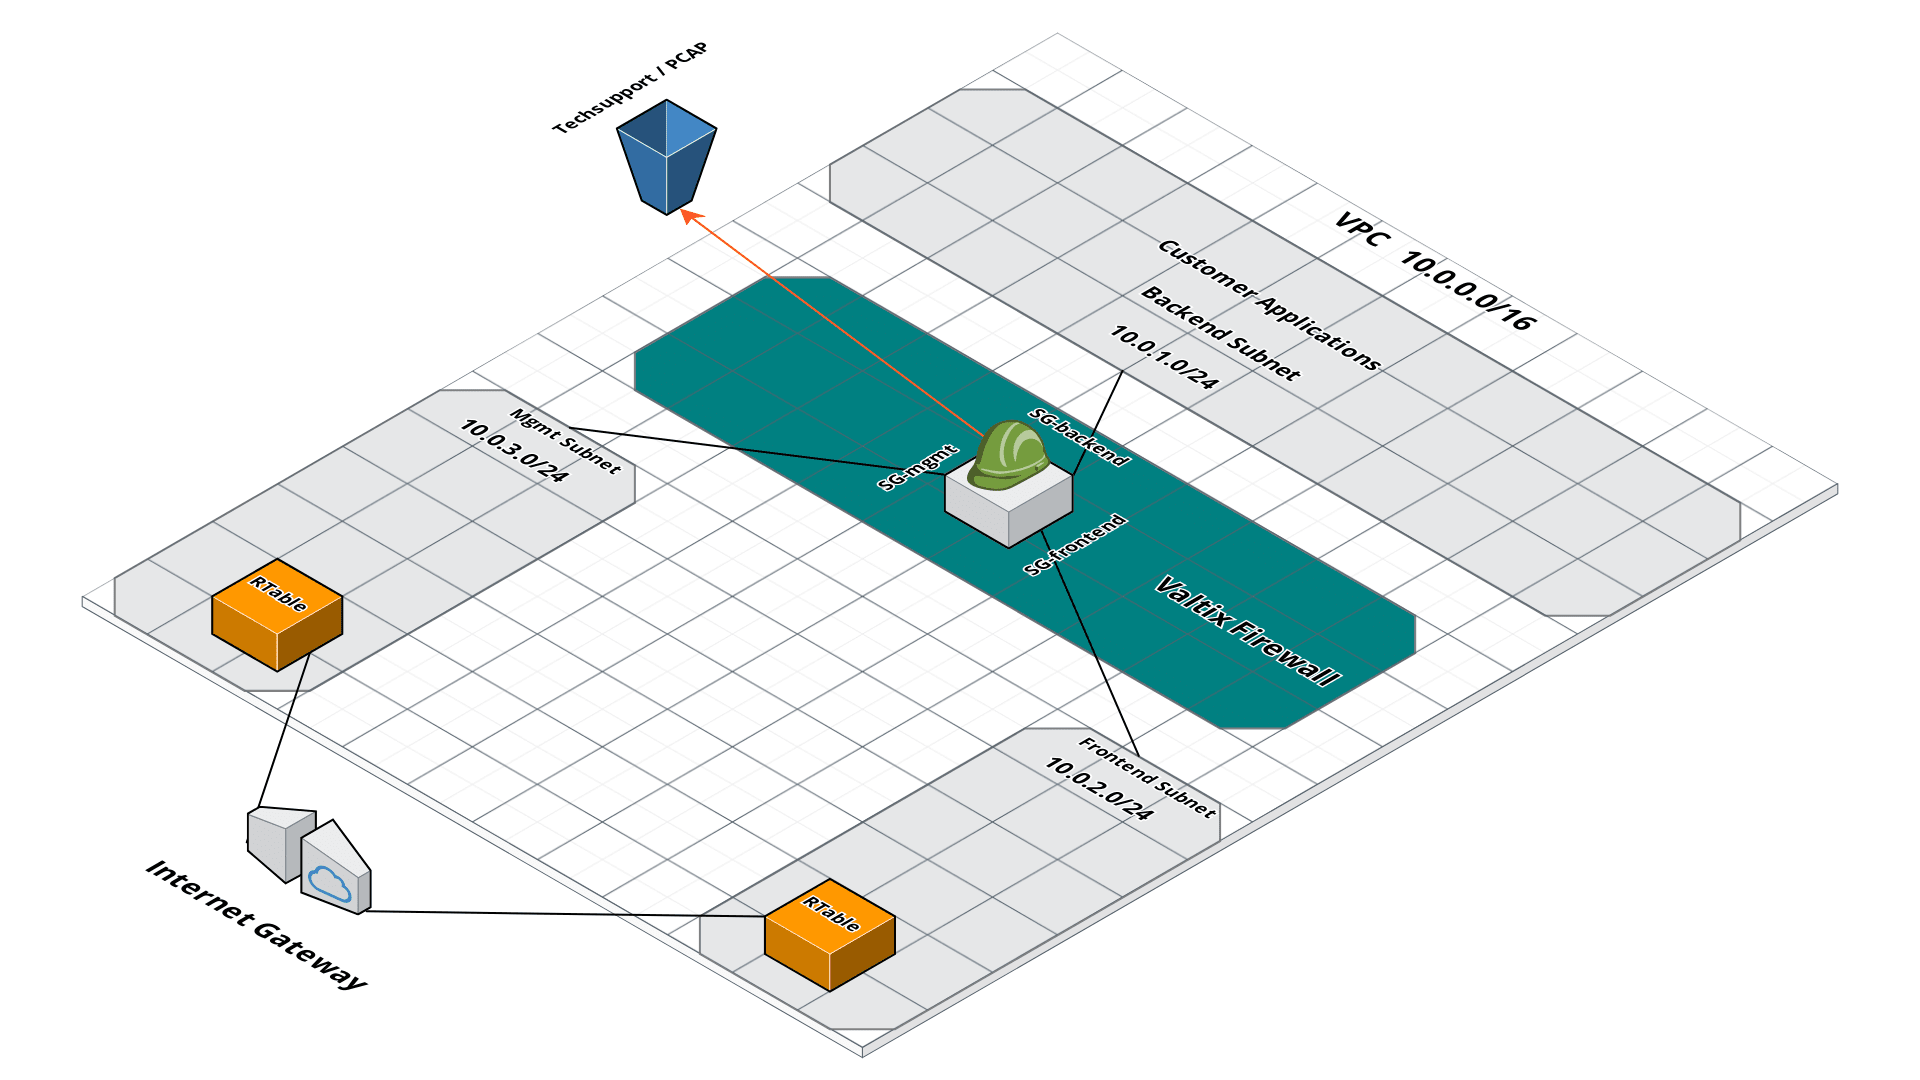 Techsupport / PCAP
VPC 10.0.0.0/16
Customer Applications
Backend Subnet
10.0.1.0/24
Mgmt Subnet
10.0.3.0/24
SG-backend
SG-mgmt
SG-frontend
Valtix Firewall
RTable
Frontend Subnet
10.0.2.0/24
RTable
Internet Gateway